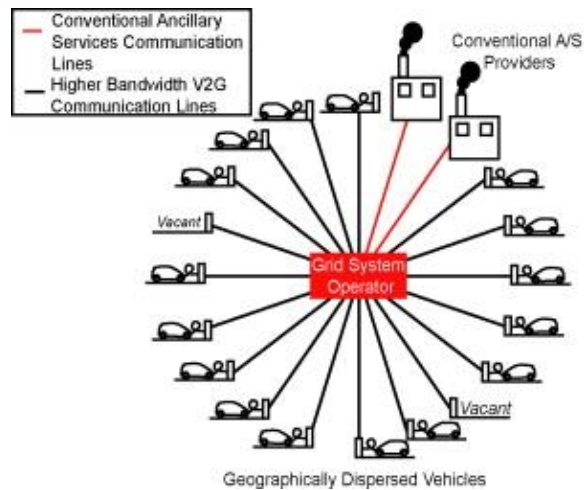 Conventional Ancillary
Services Communication
Lines
Higher Bandwidth V2G
Communication Lines
Conventional A/S
Providers
Vacant
Grid System
Operator
Vacant
Geographically Dispersed Vehicles